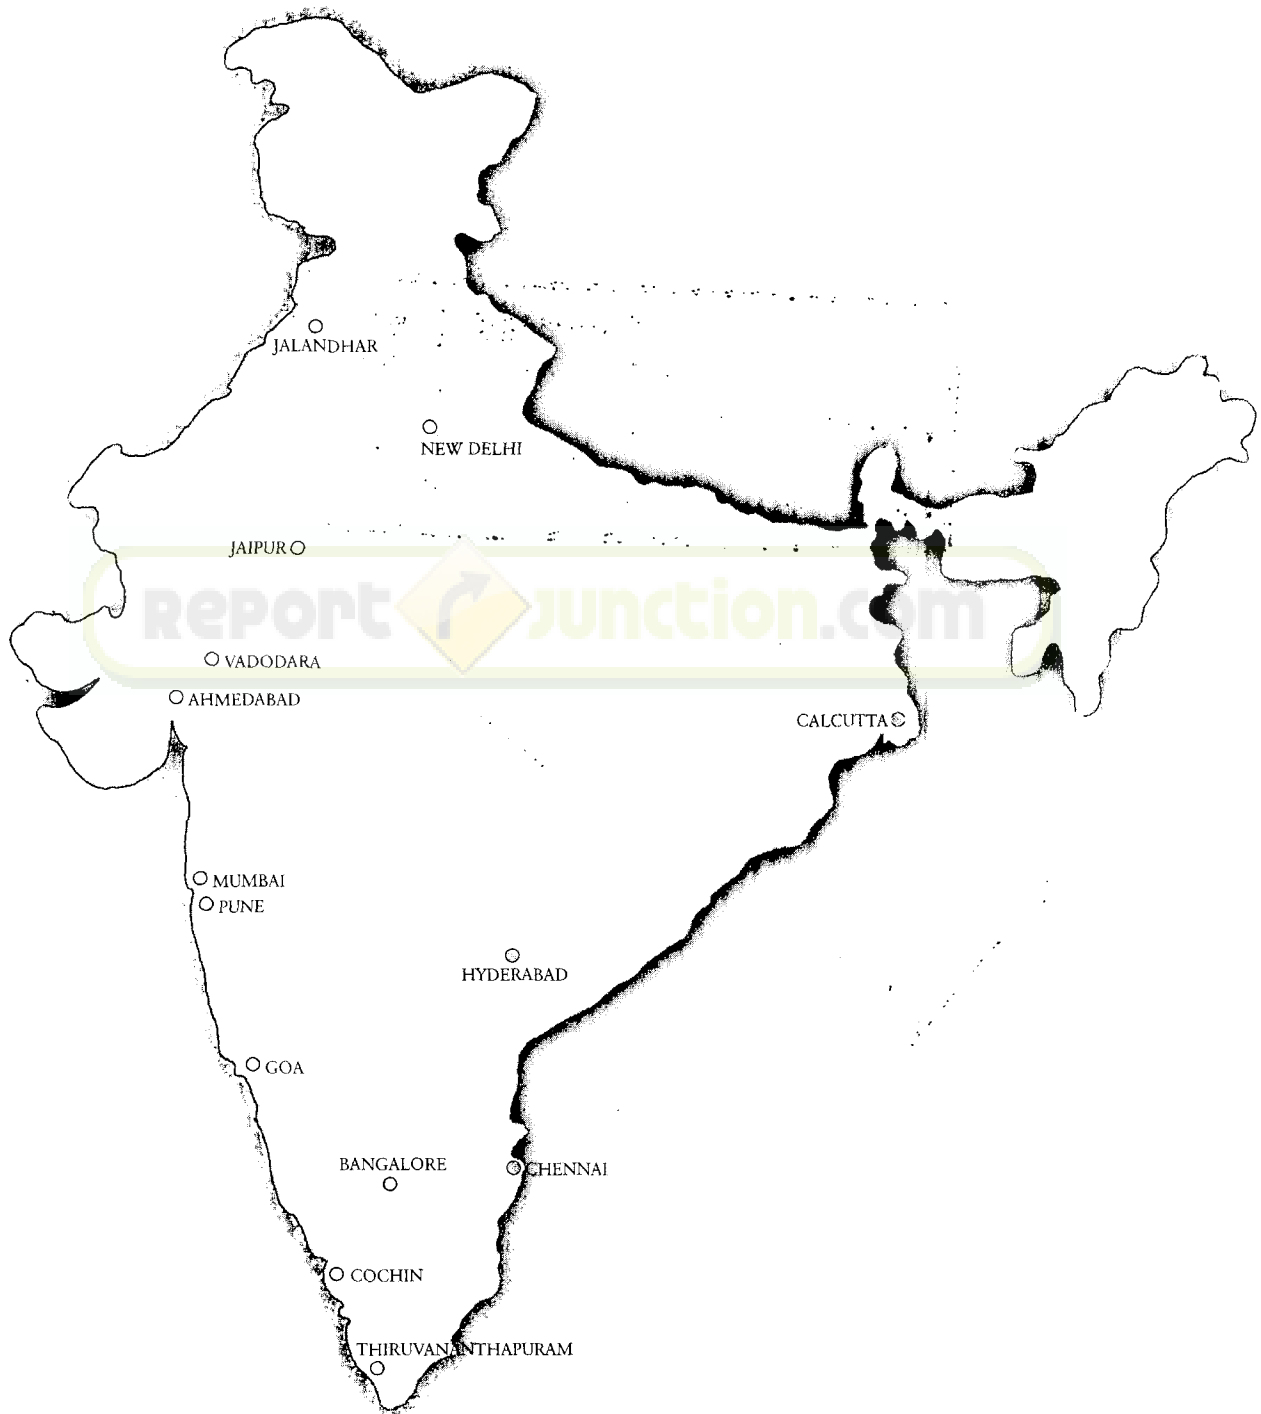 JALANDHAR
NEW DELHI
JAIPUR
REPORT JUNCTION.COM
VADODARA
AHMEDABAD
CALCUTTA
MUMBAI
PUNE
HYDERABAD
GOA
BANGALORE
CHENNAI
COCHIN
THIRUVANANTHAPURAM